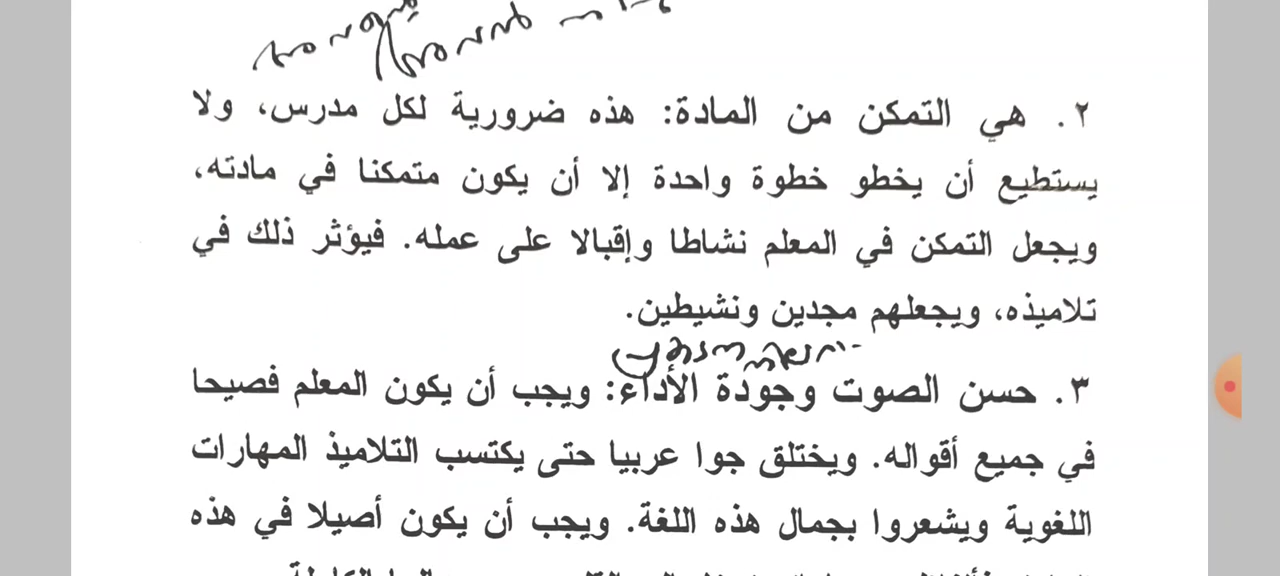 ٢. هي التمكن من المادة: هذه ضرورية لكل مدرس، ولا
يستطيع أن يخطو خطوة واحدة إلا أن يكون متمكنا في مادته،
ويجعل التمكن في المعلم نشاطا وإقبالا على عمله. فيؤثر ذلك في
تلاميذه، ويجعلهم مجدين ونشيطين.
٣. حسن الصوت وجودة الأداء: ويجب أن يكون المعلم فصيحا
في جميع أقواله. ويختلق جوا عربيا حتى يكتسب التلاميذ المهارات
اللغوية ويشعروا بجمال هذه اللغة. ويجب أن يكون أصيلا في هذه